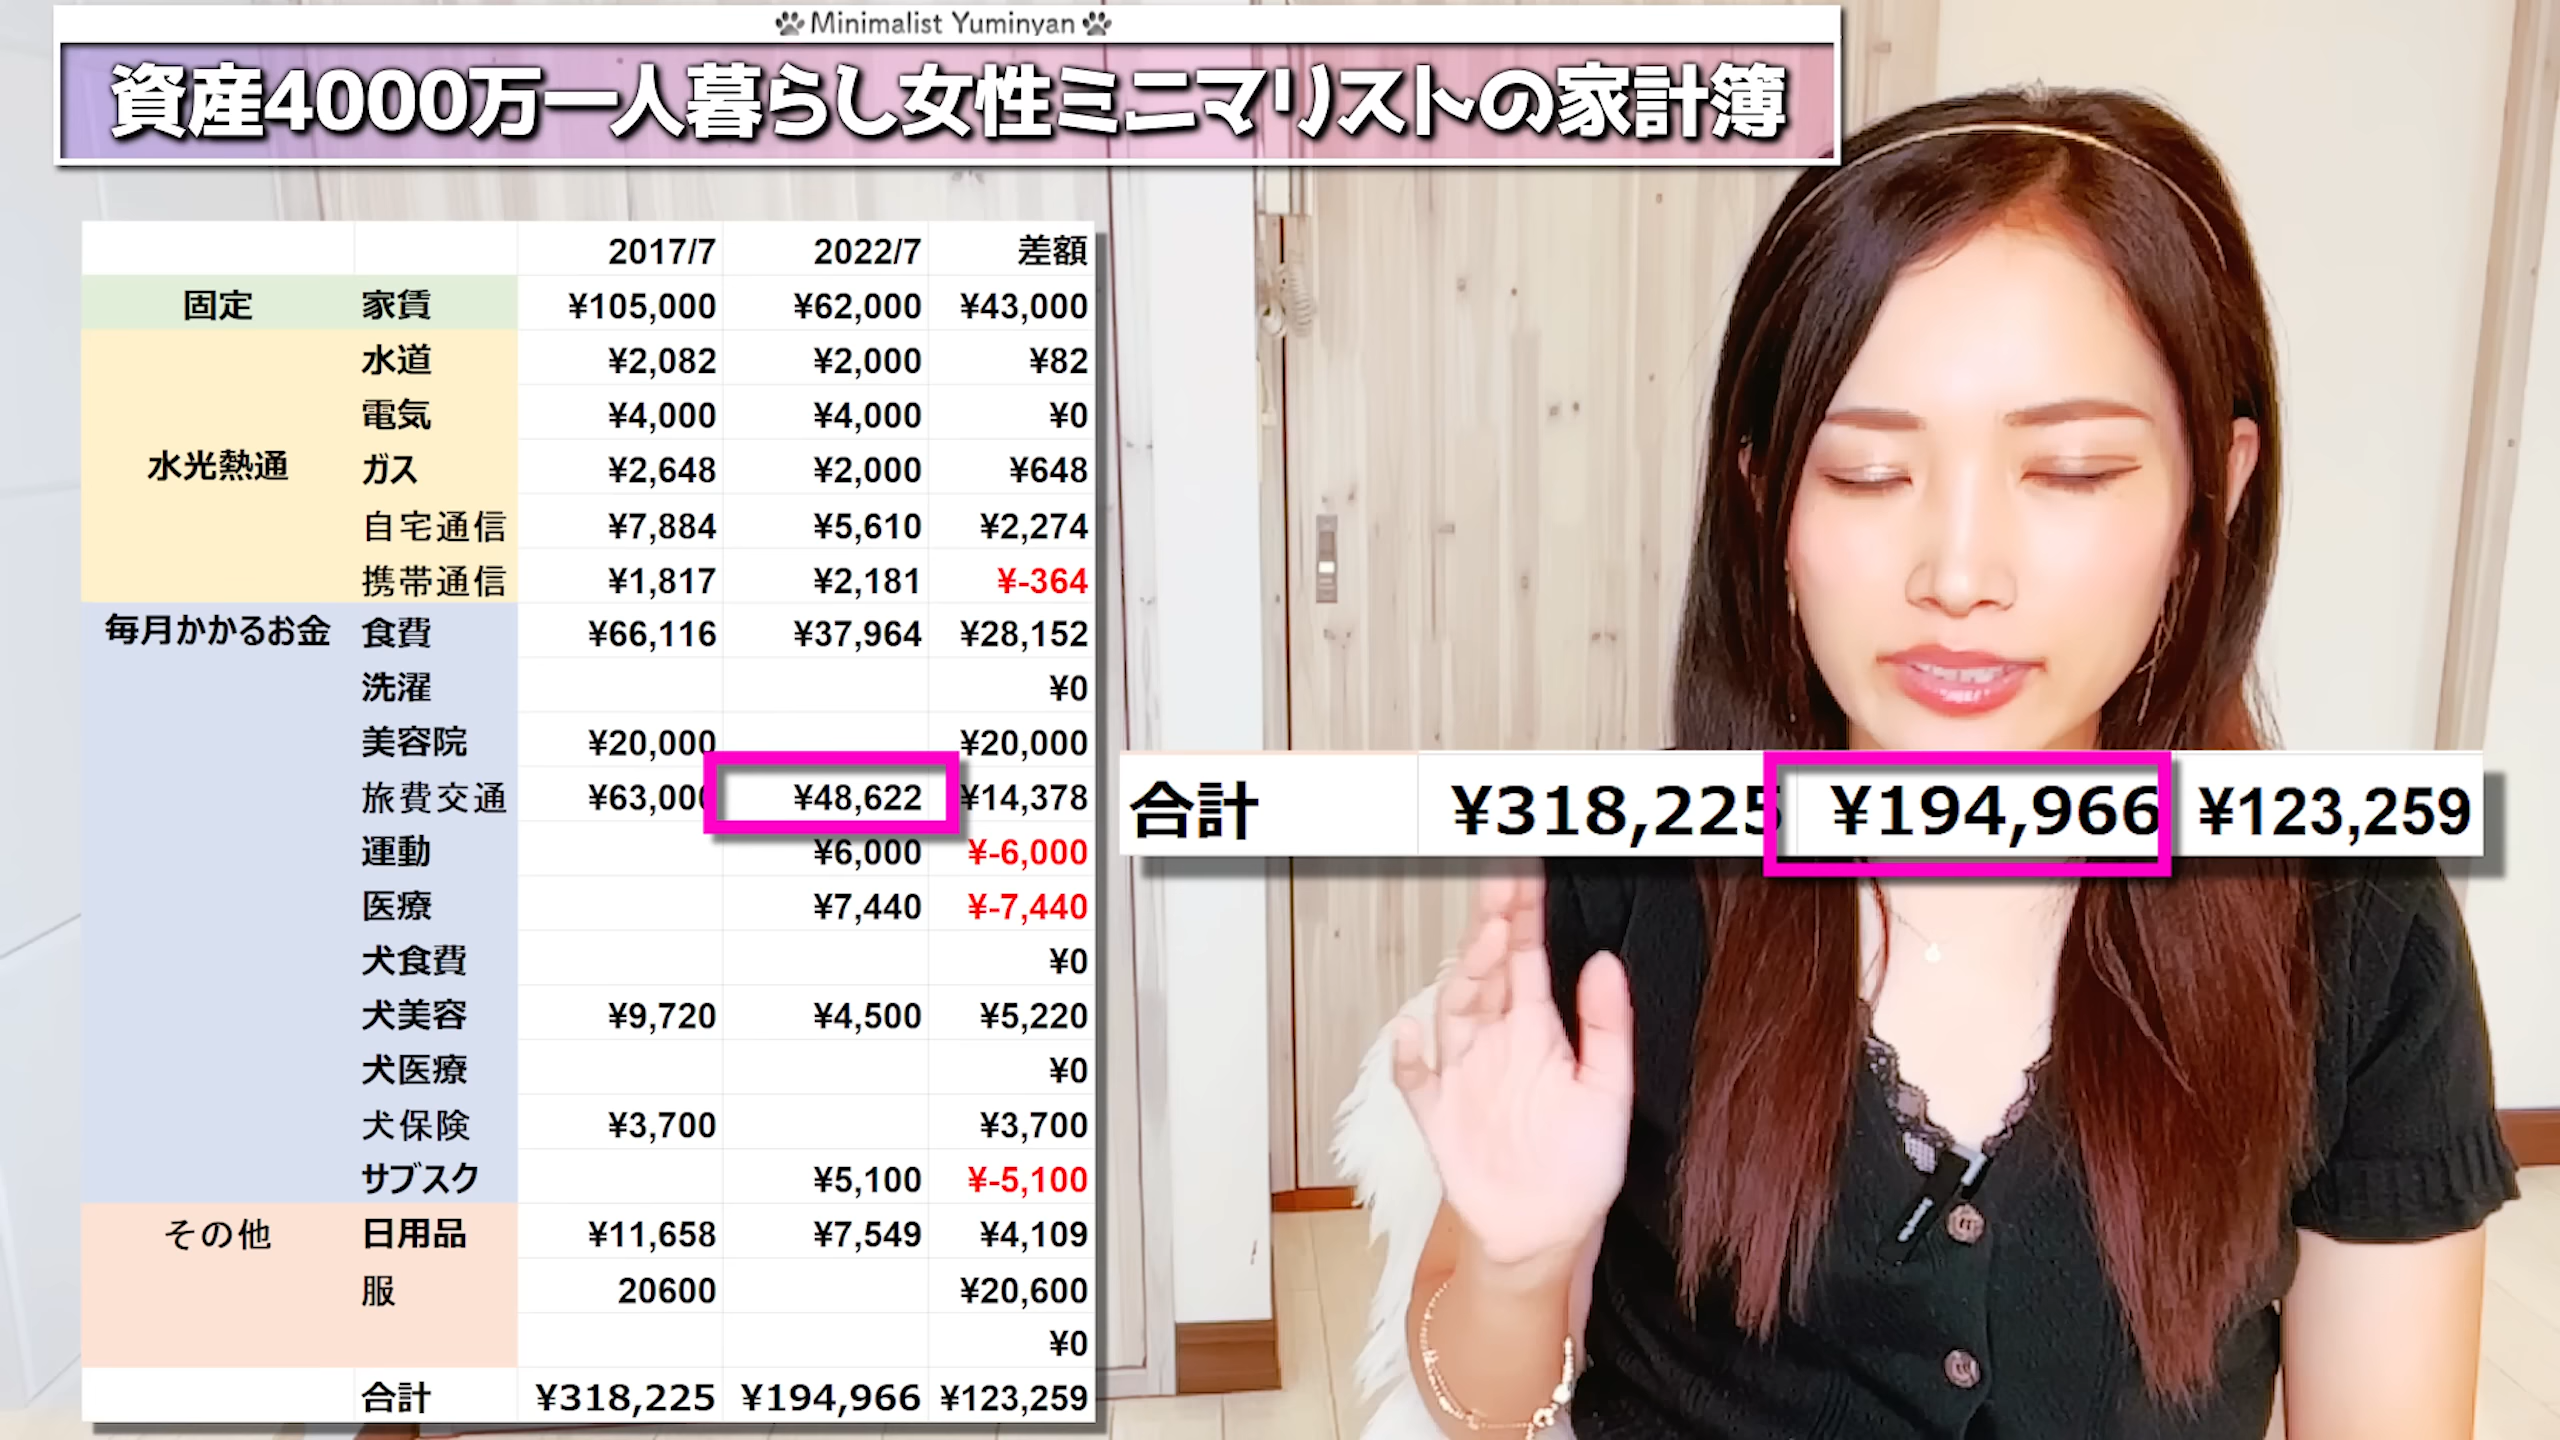 Minimalist Yuminyan
資産4000万一人暮らし女性ミニマリストの家計簿
2017/7 2022/7 差額
固定 家賃 ¥105,000 ¥62,000 ¥43,000
水道 ¥2,082 ¥2,000 ¥82
電気 ¥4,000 ¥4,000 ¥0
水光熱通 ガス ¥2,648 ¥2,000 ¥648
自宅通信 ¥7,884 ¥5,610 ¥2,274
携帯通信 ¥1,817 ¥2,181 ¥-364
毎月かかるお金 食費 ¥66,116 ¥37,964 ¥28,152
洗濯 ¥0
美容院 ¥20,000 ¥20,000
旅費交通 ¥63,000 ¥48,622 ¥14,378
運動 ¥6,000 ¥-6,000
医療 ¥7,440 ¥-7,440
犬食費 ¥0
犬美容 ¥9,720 ¥4,500 ¥5,220
犬医療 ¥0
犬保険 ¥3,700 ¥3,700
サブスク ¥5,100 ¥-5,100
その他 日用品 ¥11,658 ¥7,549 ¥4,109
服 20600 ¥20,600
¥0
合計 ¥318,225 ¥194,966 ¥123,259
合計 ¥318,225 ¥194,966 ¥123,259